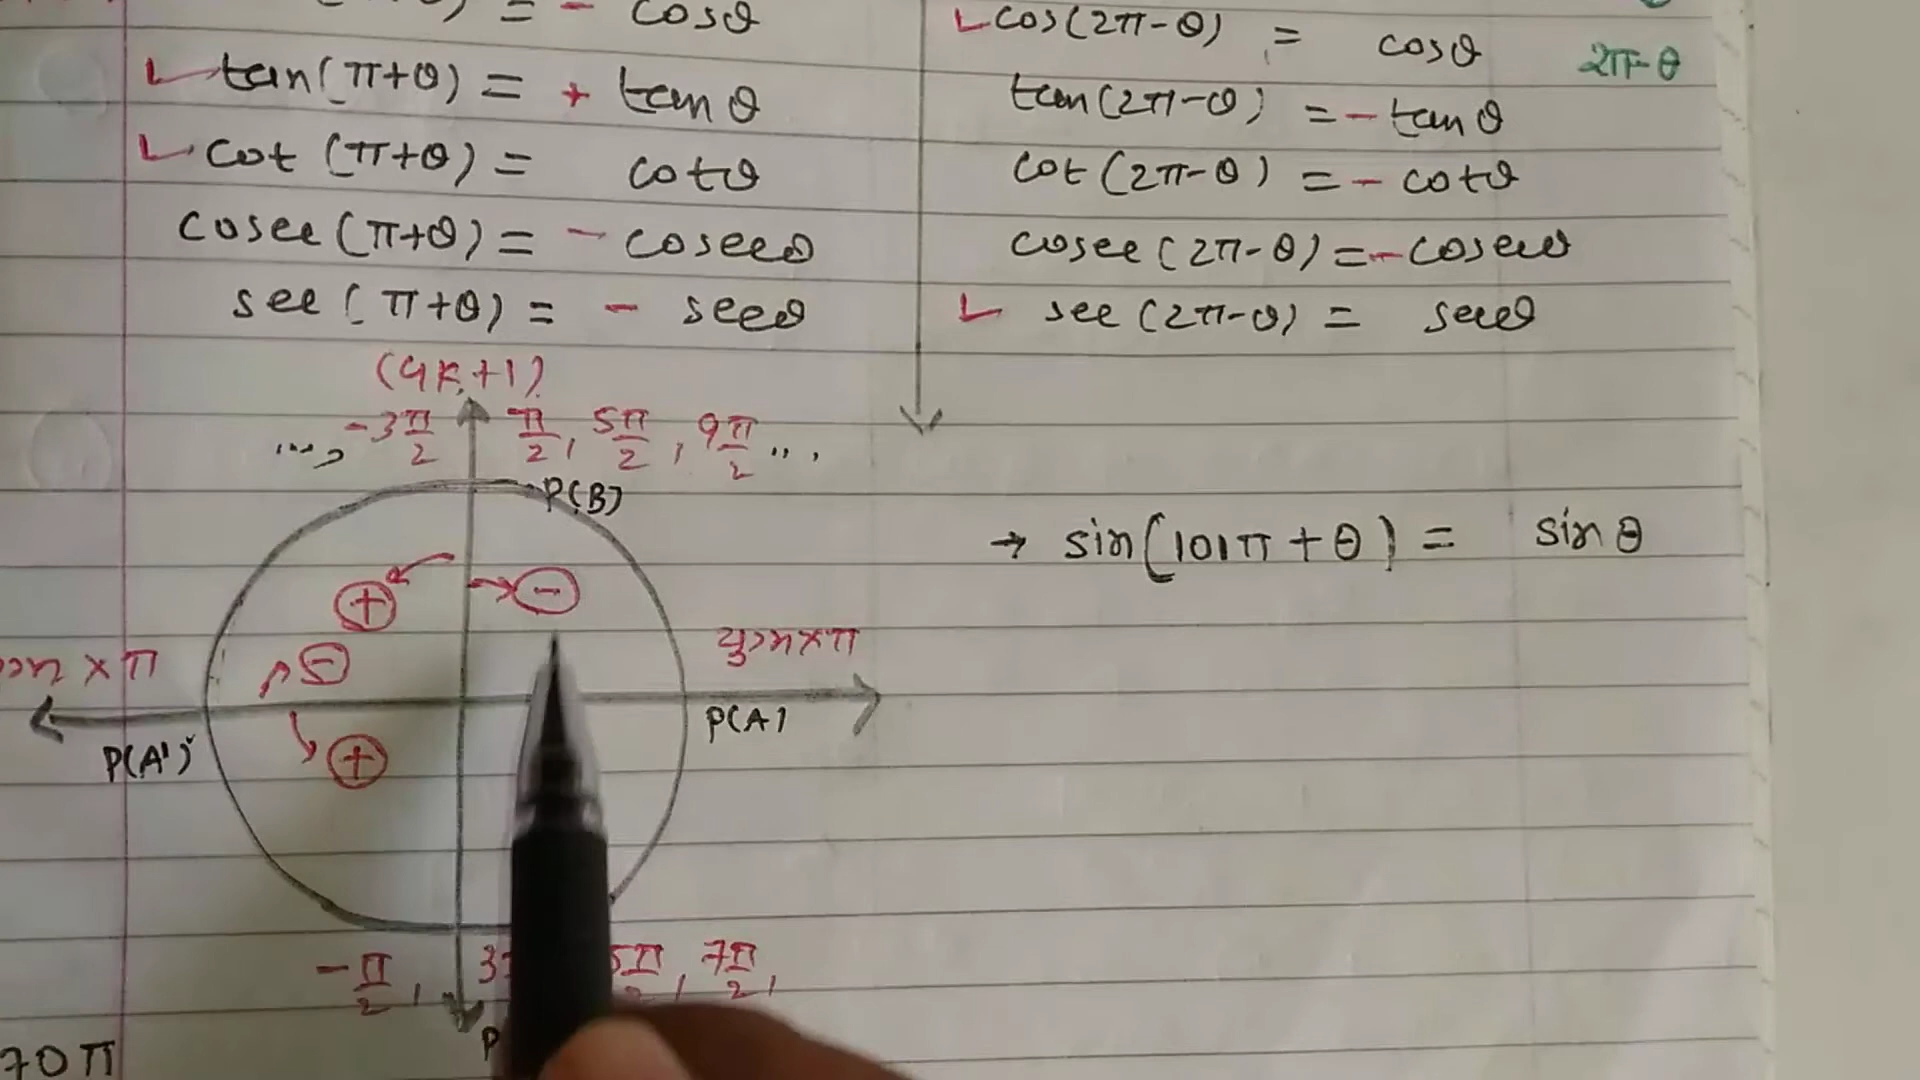 = - cosθ
tan(π+θ) = + tanθ
cot (π+θ) = cotθ
cosec (π+θ) = - cosecθ
sec (π+θ) = - secθ
cos(2π-θ) = cosθ
2π-θ
tan(2π-θ) = - tanθ
cot (2π-θ) = - cotθ
cosec (2π-θ) = - cosecθ
sec (2π-θ) = secθ
(4k+1)
..., -3π/2 π/2, 5π/2, 9π/2 ...,
P(B)
→ sin(101π + θ) = sin θ
+ -
-
π×
×π
P(A)
P(A')
+
-π/2, 7π/2,
P
70π